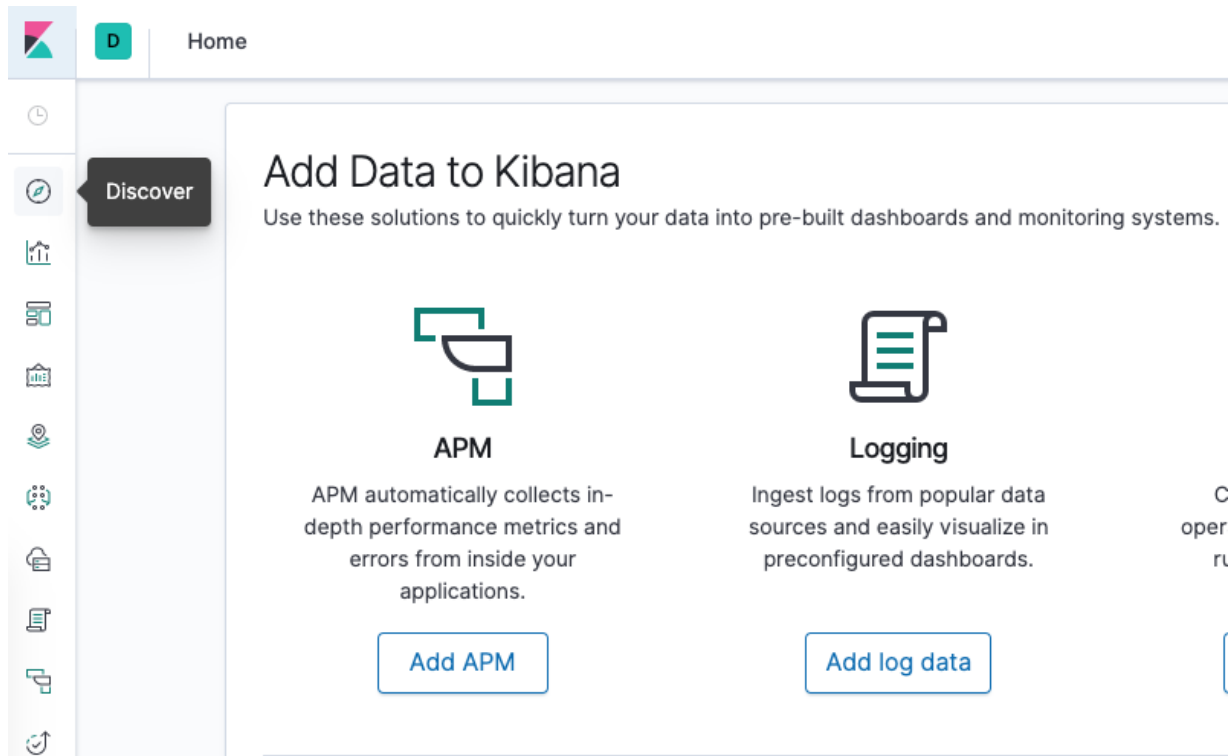 D
Home
Discover
Add Data to Kibana
Use these solutions to quickly turn your data into pre-built dashboards and monitoring systems.
APM
APM automatically collects in-
depth performance metrics and
errors from inside your
applications.
Add APM
Logging
Ingest logs from popular data
sources and easily visualize in
preconfigured dashboards.
Add log data